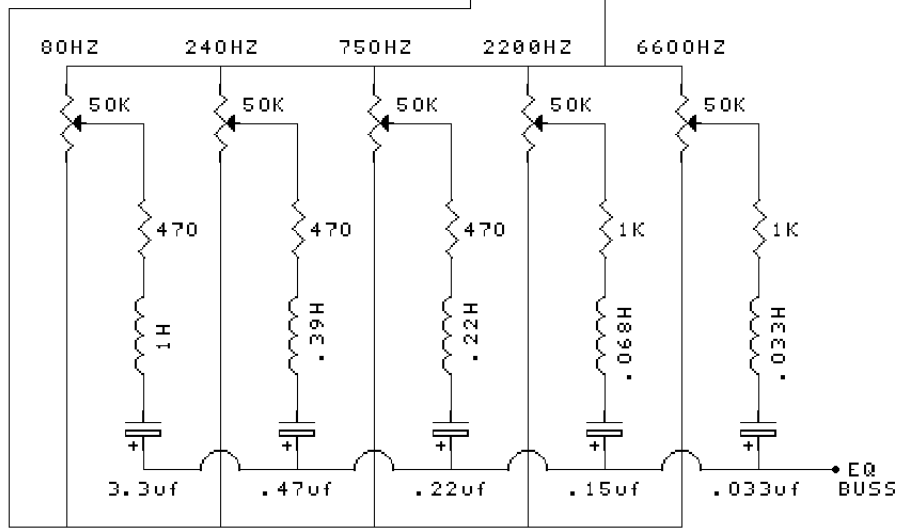 80HZ 240HZ 750HZ 2200HZ 6600HZ
50K 50K 50K 50K 50K
470 470 470 1K 1K
1H .39H .22H .068H .033H
+ + + + +
EQ
3.3uf .47uf .22uf .15uf .033uf BUSS